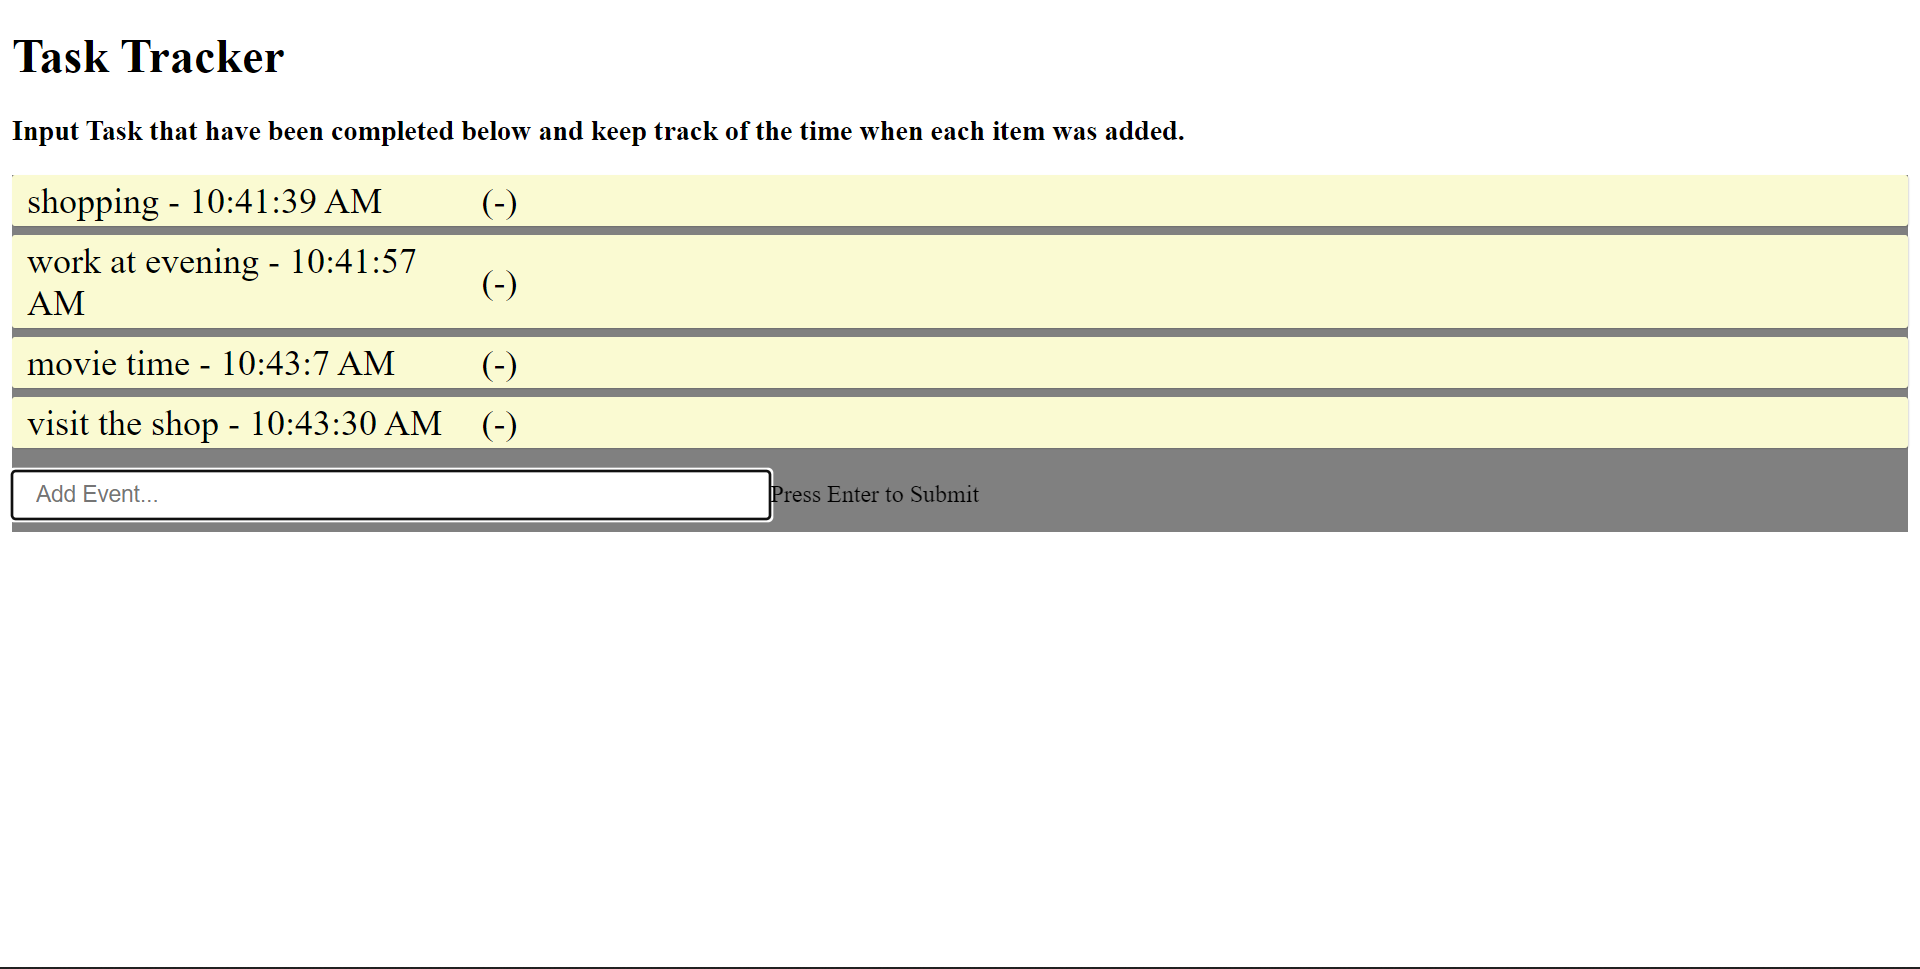 Task Tracker
Input Task that have been completed below and keep track of the time when each item was added.
shopping - 10:41:39 AM (-)
work at evening - 10:41:57
AM (-)
movie time - 10:43:7 AM (-)
visit the shop - 10:43:30 AM (-)
Add Event... Press Enter to Submit